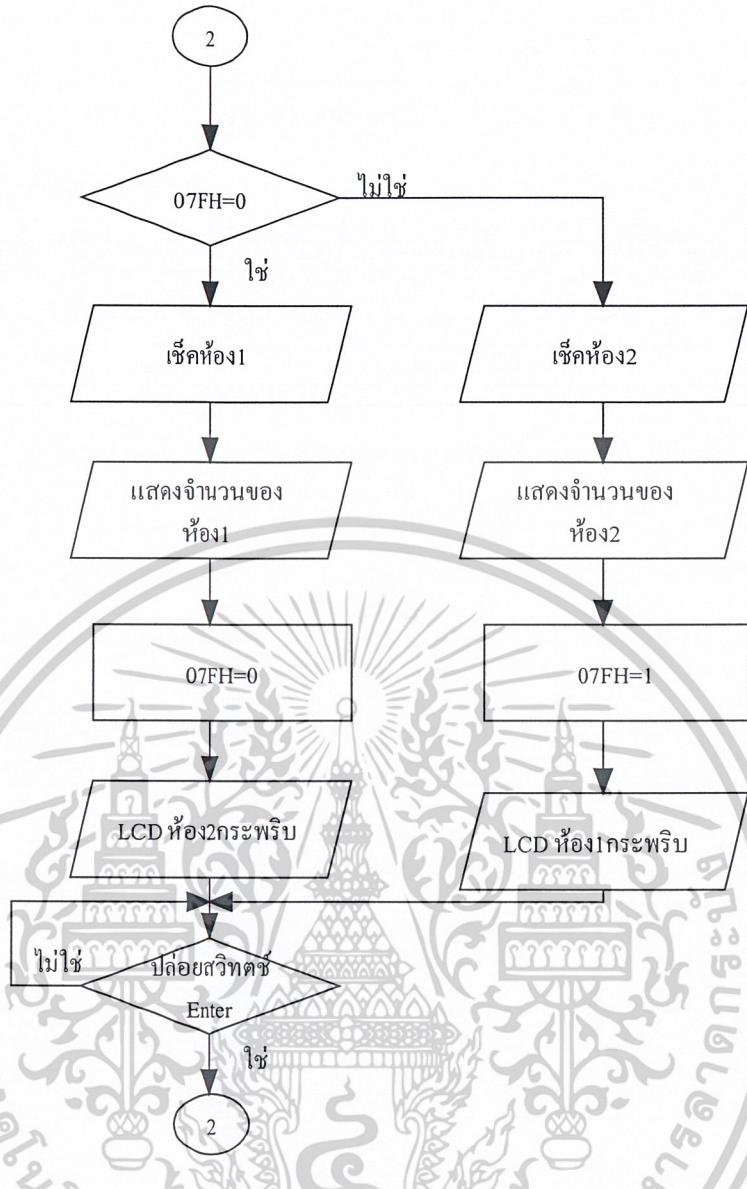 2
07FH=0
ไม่ใช่
ใช่
เช็คห้อง1
เช็คห้อง2
แสดงจำนวนของ
ห้อง1
แสดงจำนวนของ
ห้อง2
07FH=0
07FH=1
LCD ห้อง2กระพริบ
LCD ห้อง1กระพริบ
ไม่ใช่
ปล่อยสวิทตช์
Enter
ใช่
2